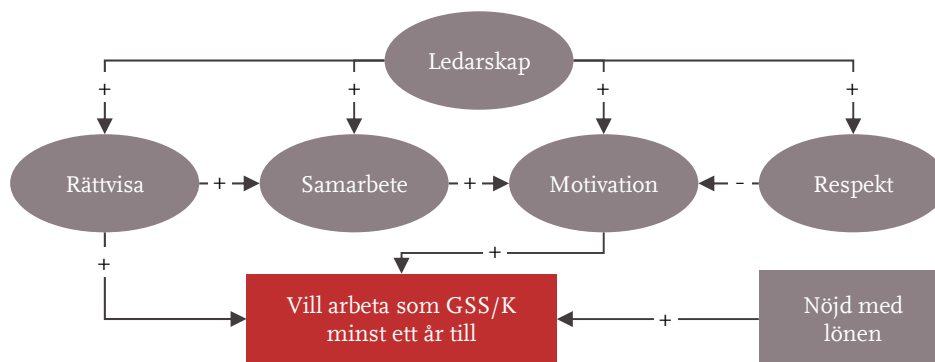 Ledarskap
+ + + +
Rättvisa + Samarbete + Motivation - Respekt
+ +
Vill arbeta som GSS/K
minst ett år till
+
Nöjd med
lönen